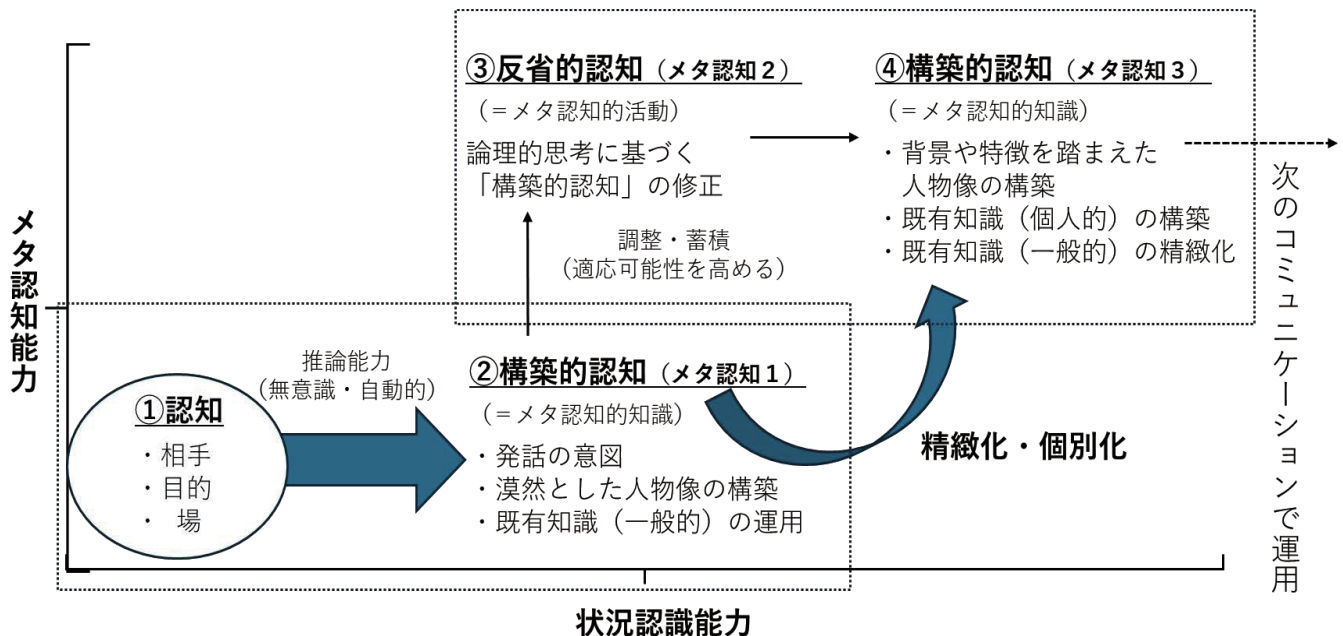 ③反省的認知（メタ認知２）
（＝メタ認知的活動）
論理的思考に基づく
「構築的認知」の修正
④構築的認知（メタ認知３）
（＝メタ認知的知識）
・背景や特徴を踏まえた
人物像の構築
・既有知識（個人的）の構築
・既有知識（一般的）の精緻化
次のコミュニケーションで運用
メタ認知能力
調整・蓄積
（適応可能性を高める）
推論能力
（無意識・自動的）
①認知
・相手
・目的
・ 場
②構築的認知（メタ認知１）
（＝メタ認知的知識）
・発話の意図
・漠然とした人物像の構築
・既有知識（一般的）の運用
精緻化・個別化
状況認識能力